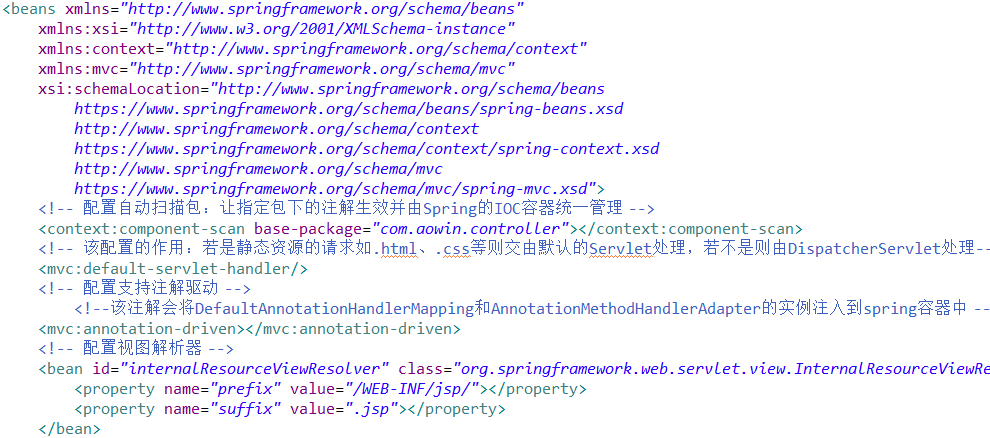 <beans xmlns="http://www.springframework.org/schema/beans"
xmlns:xsi="http://www.w3.org/2001/XMLSchema-instance"
xmlns:context="http://www.springframework.org/schema/context"
xmlns:mvc="http://www.springframework.org/schema/mvc"
xsi:schemaLocation="http://www.springframework.org/schema/beans
https://www.springframework.org/schema/beans/spring-beans.xsd
http://www.springframework.org/schema/context
https://www.springframework.org/schema/context/spring-context.xsd
http://www.springframework.org/schema/mvc
https://www.springframework.org/schema/mvc/spring-mvc.xsd">
<!-- 配置自动扫描包：让指定包下的注解生效并由Spring的IOC容器统一管理 -->
<context:component-scan base-package="com.aowin.controller"></context:component-scan>
<!-- 该配置的作用：若是静态资源的请求如.html、.css等则交由默认的Servlet处理，若不是则由DispatcherServlet处理--
<mvc:default-servlet-handler/>
<!-- 配置支持注解驱动 -->
<!--该注解会将DefaultAnnotationHandlerMapping和AnnotationMethodHandlerAdapter的实例注入到spring容器中 --
<mvc:annotation-driven></mvc:annotation-driven>
<!-- 配置视图解析器 -->
<bean id="internalResourceViewResolver" class="org.springframework.web.servlet.view.InternalResourceViewRe
<property name="prefix" value="/WEB-INF/jsp/"></property>
<property name="suffix" value=".jsp"></property>
</bean>